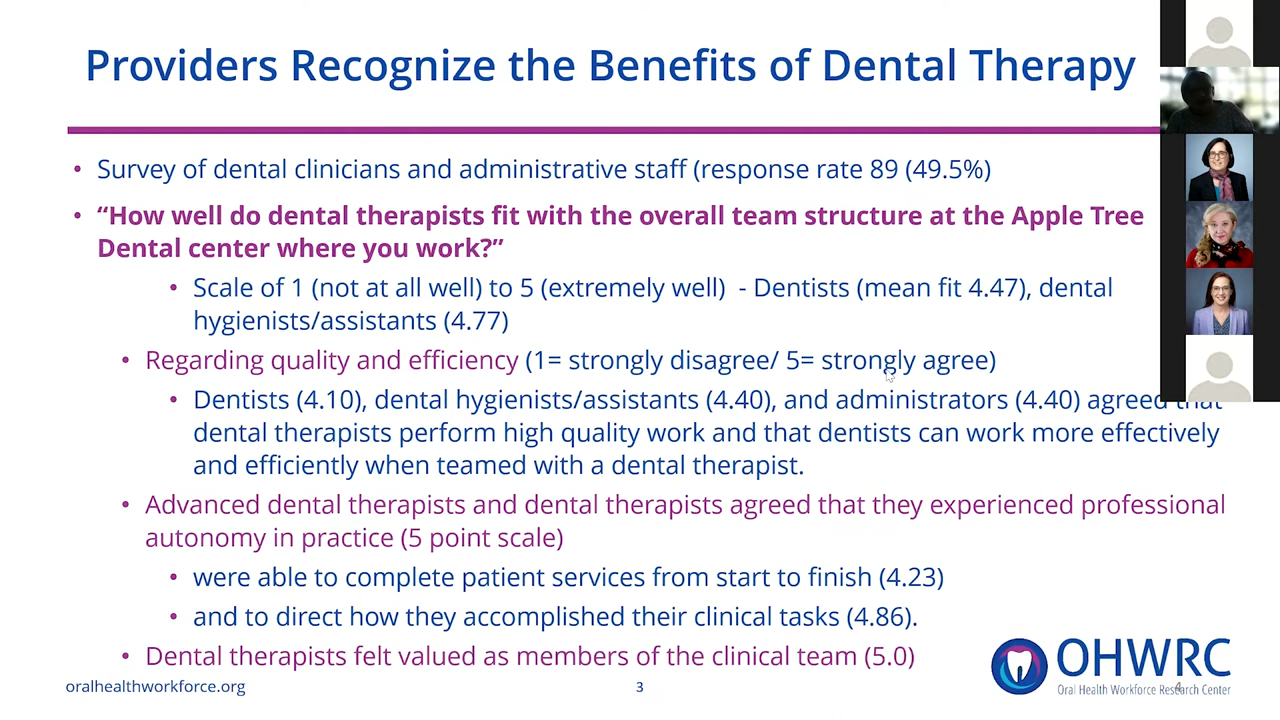 Providers Recognize the Benefits of Dental Therapy
• Survey of dental clinicians and administrative staff (response rate 89 (49.5%)
• “How well do dental therapists fit with the overall team structure at the Apple Tree
Dental center where you work?”
• Scale of 1 (not at all well) to 5 (extremely well) - Dentists (mean fit 4.47), dental
hygienists/assistants (4.77)
• Regarding quality and efficiency (1= strongly disagree/ 5= strongly agree)
• Dentists (4.10), dental hygienists/assistants (4.40), and administrators (4.40) agreed that
dental therapists perform high quality work and that dentists can work more effectively
and efficiently when teamed with a dental therapist.
• Advanced dental therapists and dental therapists agreed that they experienced professional
autonomy in practice (5 point scale)
• were able to complete patient services from start to finish (4.23)
• and to direct how they accomplished their clinical tasks (4.86).
• Dental therapists felt valued as members of the clinical team (5.0)
OHWRC
Oral Health Workforce Research Center
oralhealthworkforce.org
3
4